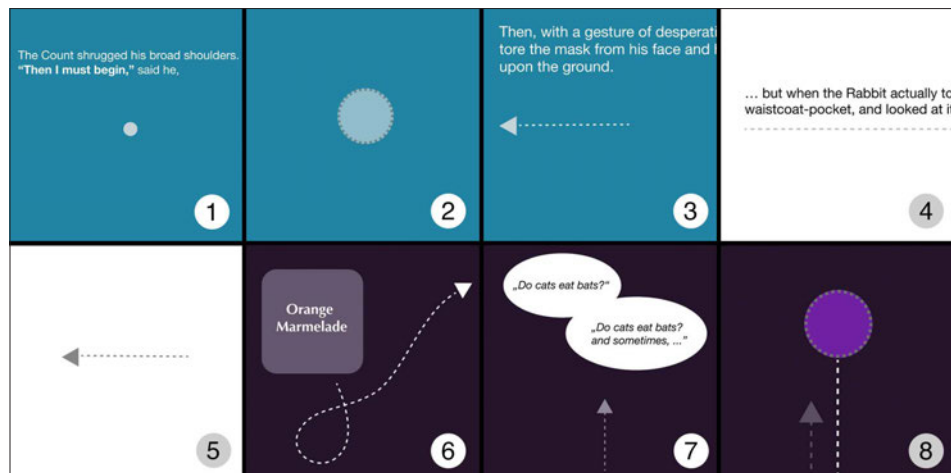 The Count shrugged his broad shoulders.
“Then I must begin,” said he,
1
2
Then, with a gesture of desperati
tore the mask from his face and
upon the ground.
3
... but when the Rabbit actually to
waistcoat-pocket, and looked at i
4
5
Orange
Marmelade
6
„Do cats eat bats?“
„Do cats eat bats?
and sometimes, ...“
7
8